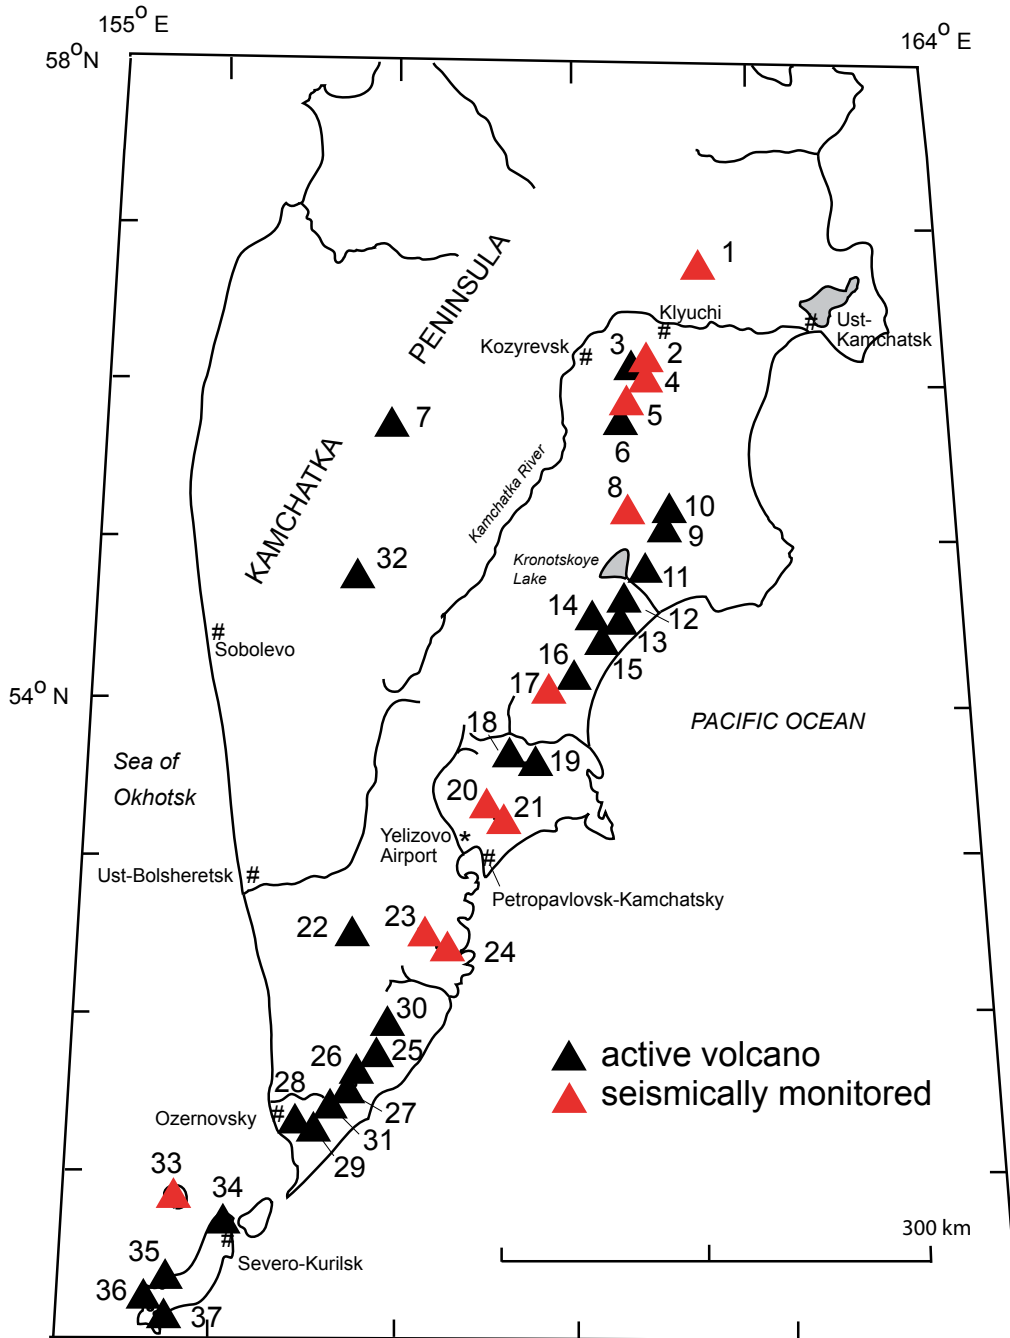 155° E
164° E
58°N
1
PENINSULA
Klyuchi
#
#
Ust-
Kamchatsk
Kozyrevsk
#
3
2
4
5
7
6
KAMCHATKA
Kamchatka River
8
10
9
32
Kronotskoye
Lake
11
14
12
13
#
Sobolevo
15
16
17
54° N
PACIFIC OCEAN
18
19
Sea of
Okhotsk
20
21
Yelizovo *
Airport
#
Ust-Bolsheretsk #
Petropavlovsk-Kamchatsky
22
23
24
30
26
25
active volcano
28
seismically monitored
27
Ozernovsky #
31
29
33
34
300 km
#
Severo-Kurilsk
35
36
37